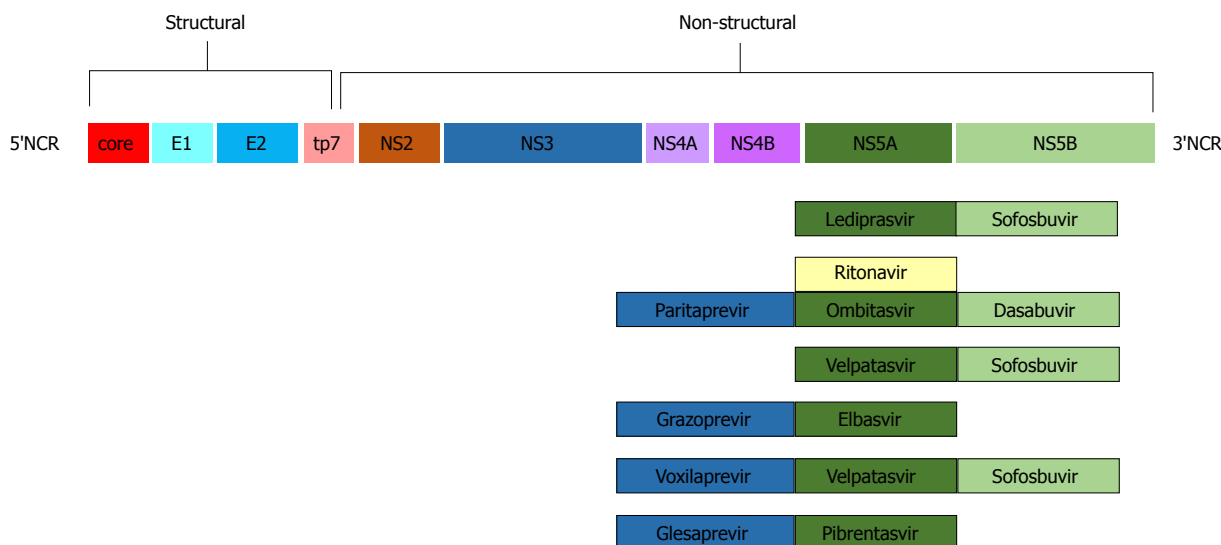 Structural Non-structural
5'NCR core E1 E2 tp7 NS2 NS3 NS4A NS4B NS5A NS5B 3'NCR
Lediprasvir Sofosbuvir
Ritonavir
Paritaprevir Ombitasvir Dasabuvir
Velpatasvir Sofosbuvir
Grazoprevir Elbasvir
Voxilaprevir Velpatasvir Sofosbuvir
Glesaprevir Pibrentasvir